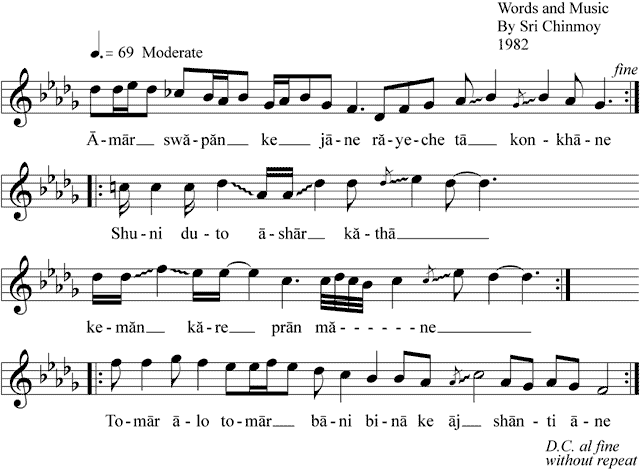 Words and Music
By Sri Chinmoy
1982
♩. = 69 Moderate
fine
Ā-mār swă-păn ke jā-ne ră-ye-che tā kon-khā-ne
Shu-ni du-to ā-shār kă-thā
ke-măn kă-re prān mă- - - - - - ne
To-mār ā-lo to-mār bā-ni bi-nā ke āj shān-ti ā-ne
D.C. al fine
without repeat